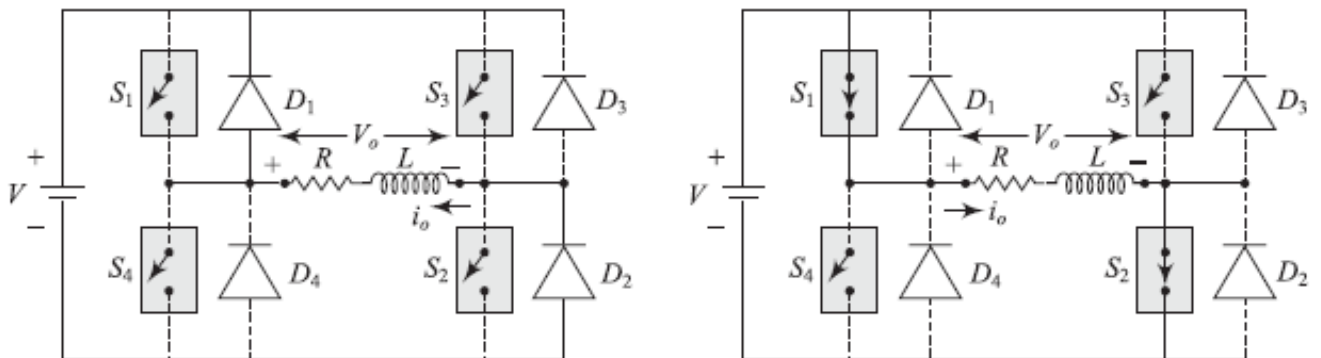 S1 D1 S3 D3
Vo
+ R L −
+
V
−
io
S4 D4 S2 D2
S1 D1 S3 D3
Vo
+ R L −
+
V
−
io
S4 D4 S2 D2